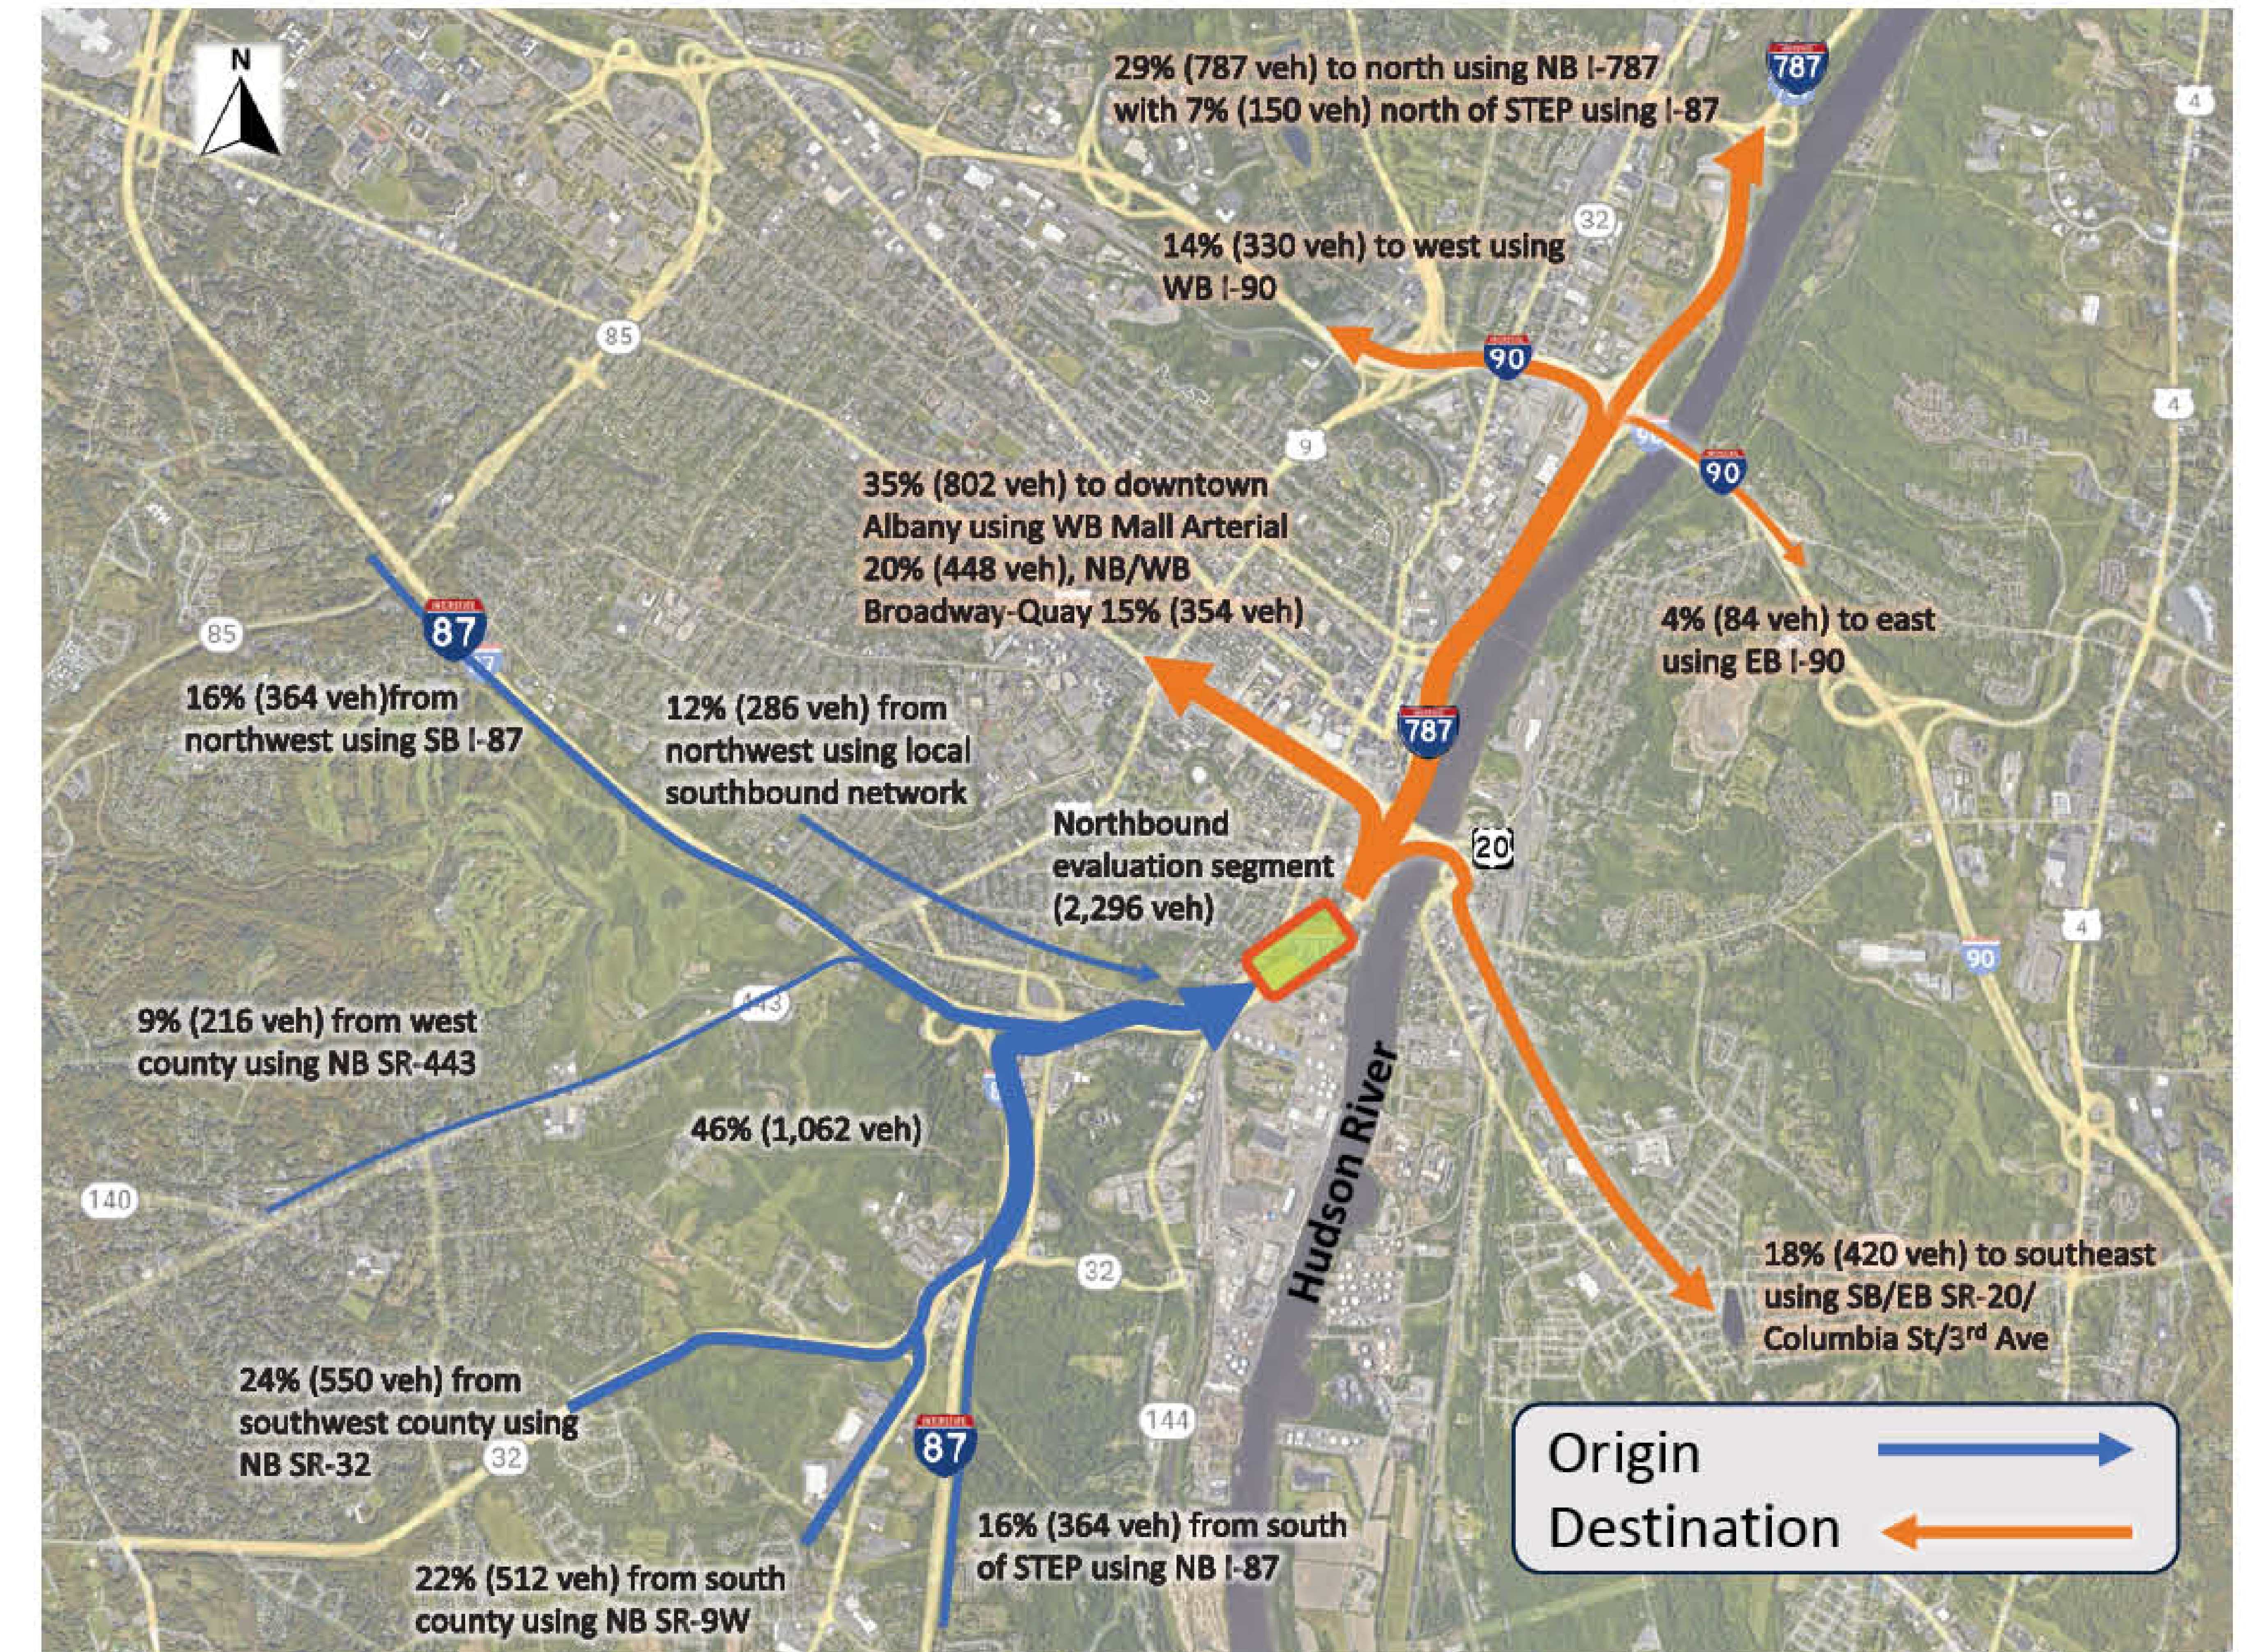 N
29% (787 veh) to north using NB I-787
with 7% (150 veh) north of STEP using I-87
INTERSTATE
787
4
32
14% (330 veh) to west using
WB I-90
85
INTERSTATE
90
4
9
90
INTERSTATE
90
35% (802 veh) to downtown
Albany using WB Mall Arterial
20% (448 veh), NB/WB
Broadway-Quay 15% (354 veh)
INTERSTATE
87
85
4% (84 veh) to east
using EB I-90
16% (364 veh)from
northwest using SB I-87
12% (286 veh) from
northwest using local
southbound network
INTERSTATE
787
Northbound
evaluation segment
(2,296 veh)
20
4
90
443
9% (216 veh) from west
county using NB SR-443
46% (1,062 veh)
Hudson River
140
32
18% (420 veh) to southeast
using SB/EB SR-20/
Columbia St/3rd Ave
24% (550 veh) from
southwest county using
NB SR-32
32
INTERSTATE
87
144
Origin
Destination
16% (364 veh) from south
of STEP using NB I-87
22% (512 veh) from south
county using NB SR-9W